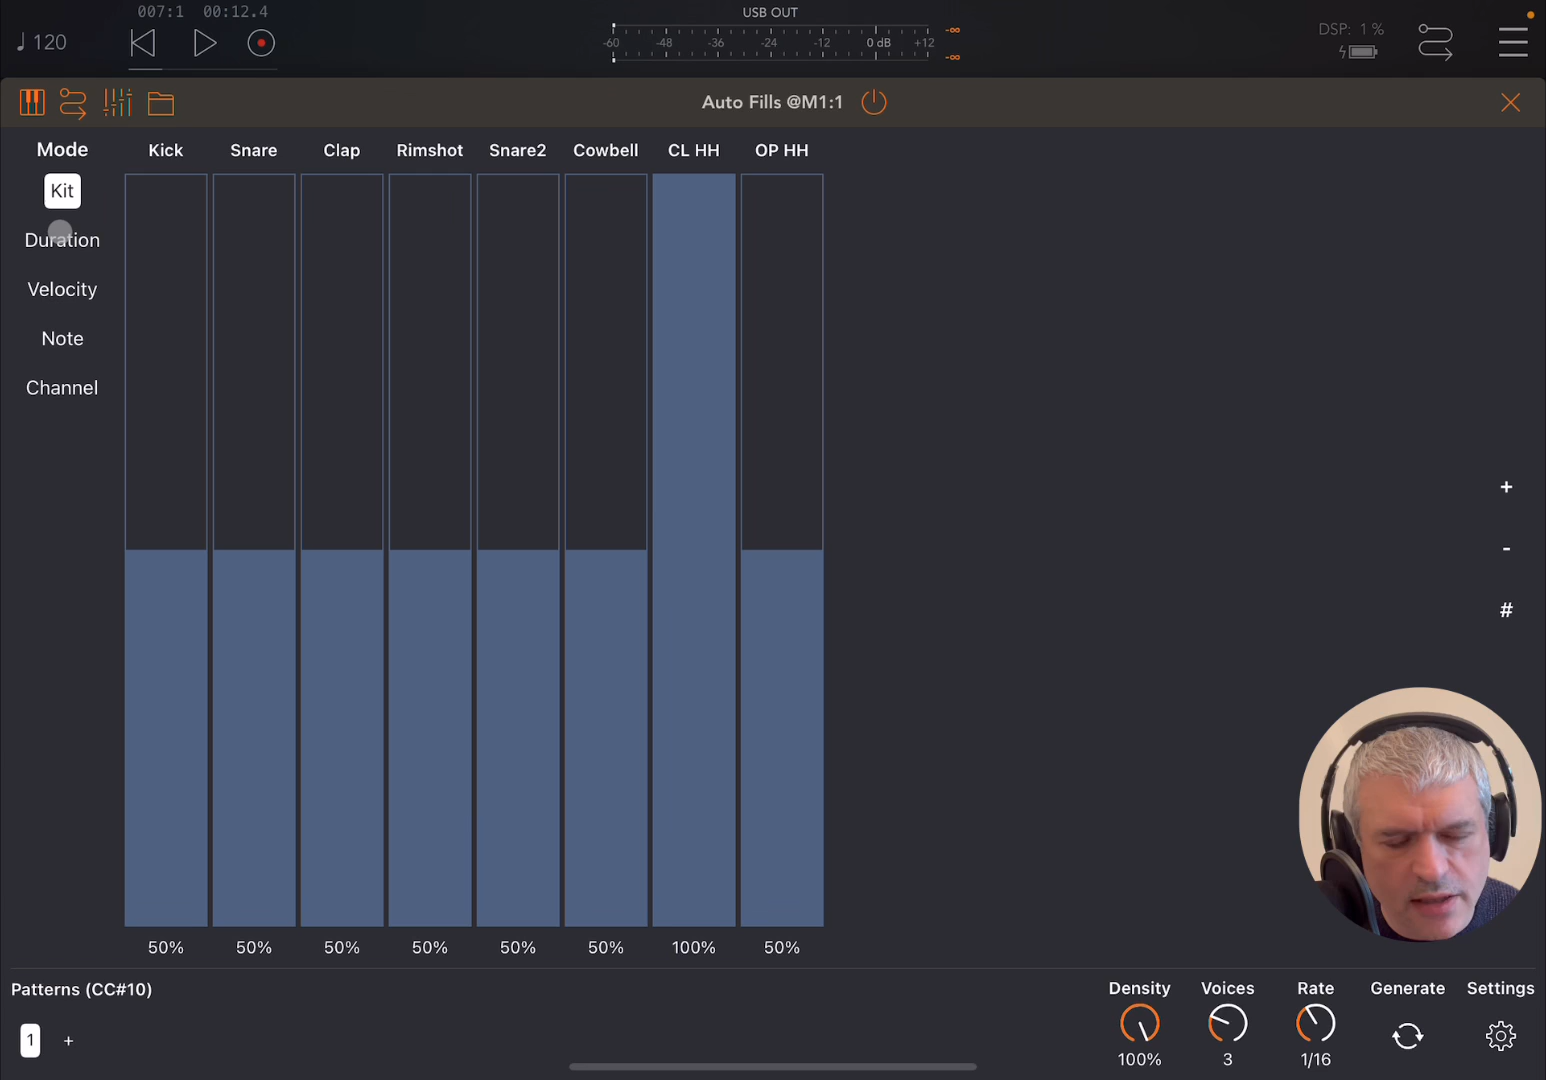 007:1 00:12.4
120
USB OUT
-60 -48 -36 -24 -12 0 dB +12
-∞
-∞
DSP: 1 %
Auto Fills @M1:1
Mode Kick Snare Clap Rimshot Snare2 Cowbell CL HH OP HH
Kit
Duration
Velocity
Note
Channel
+
-
#
50% 50% 50% 50% 50% 50% 100% 50%
Patterns (CC#10)
1 +
Density Voices Rate Generate Settings
100% 3 1/16